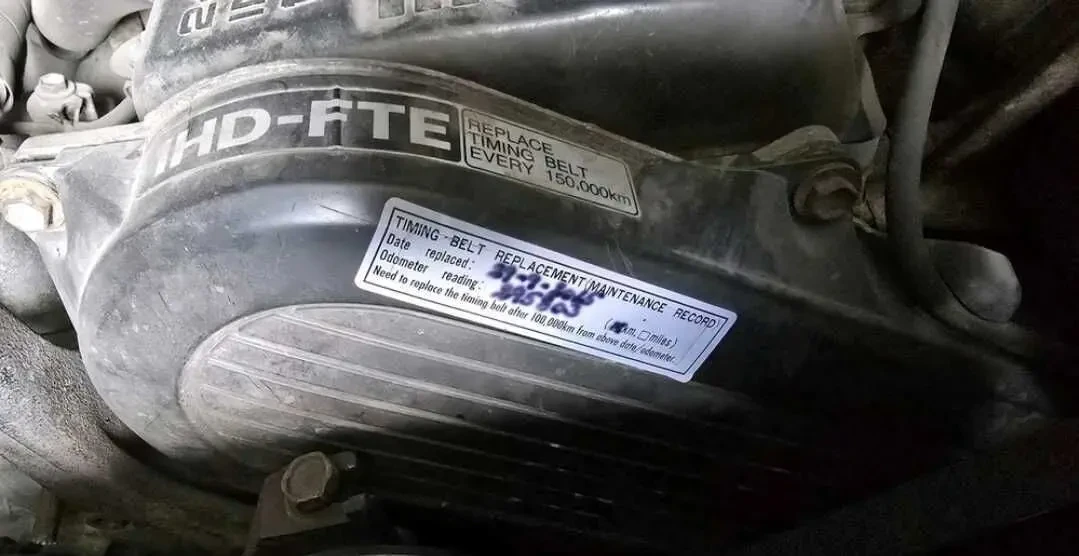 1HD-FTE
REPLACE
TIMING BELT
EVERY 150,000km
TIMING-BELT REPLACEMENT(MAINTENANCE RECORD)
Date replaced:
Odometer reading: (km, □miles)
Need to replace the timing belt after 100,000km from above date/odometer.